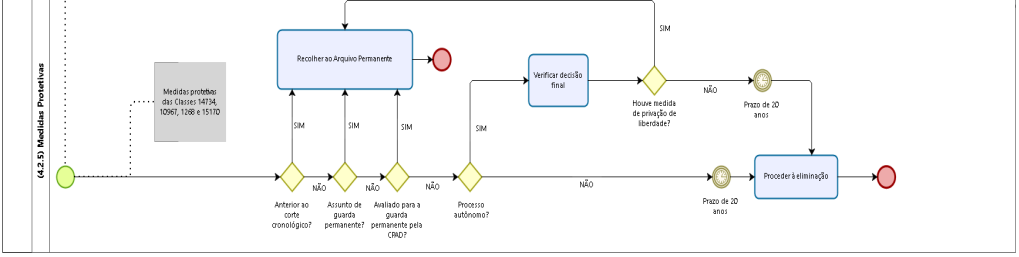 (4.2.5) Medidas Protetivas
Medidas protetivas
das Classes 14734,
10967, 1268 e 15170
Recolher ao Arquivo Permanente
SIM
SIM
SIM
Anterior ao
corte
cronológico?
NÃO
Assunto de
guarda
permanente?
NÃO
Avaliado para a
guarda
permanente pela
CPAD?
NÃO
Processo
autônomo?
SIM
Verificar decisão
final
Houve medida
de privação de
liberdade?
SIM
NÃO
Prazo de 20
anos
NÃO
Prazo de 20
anos
Proceder à eliminação